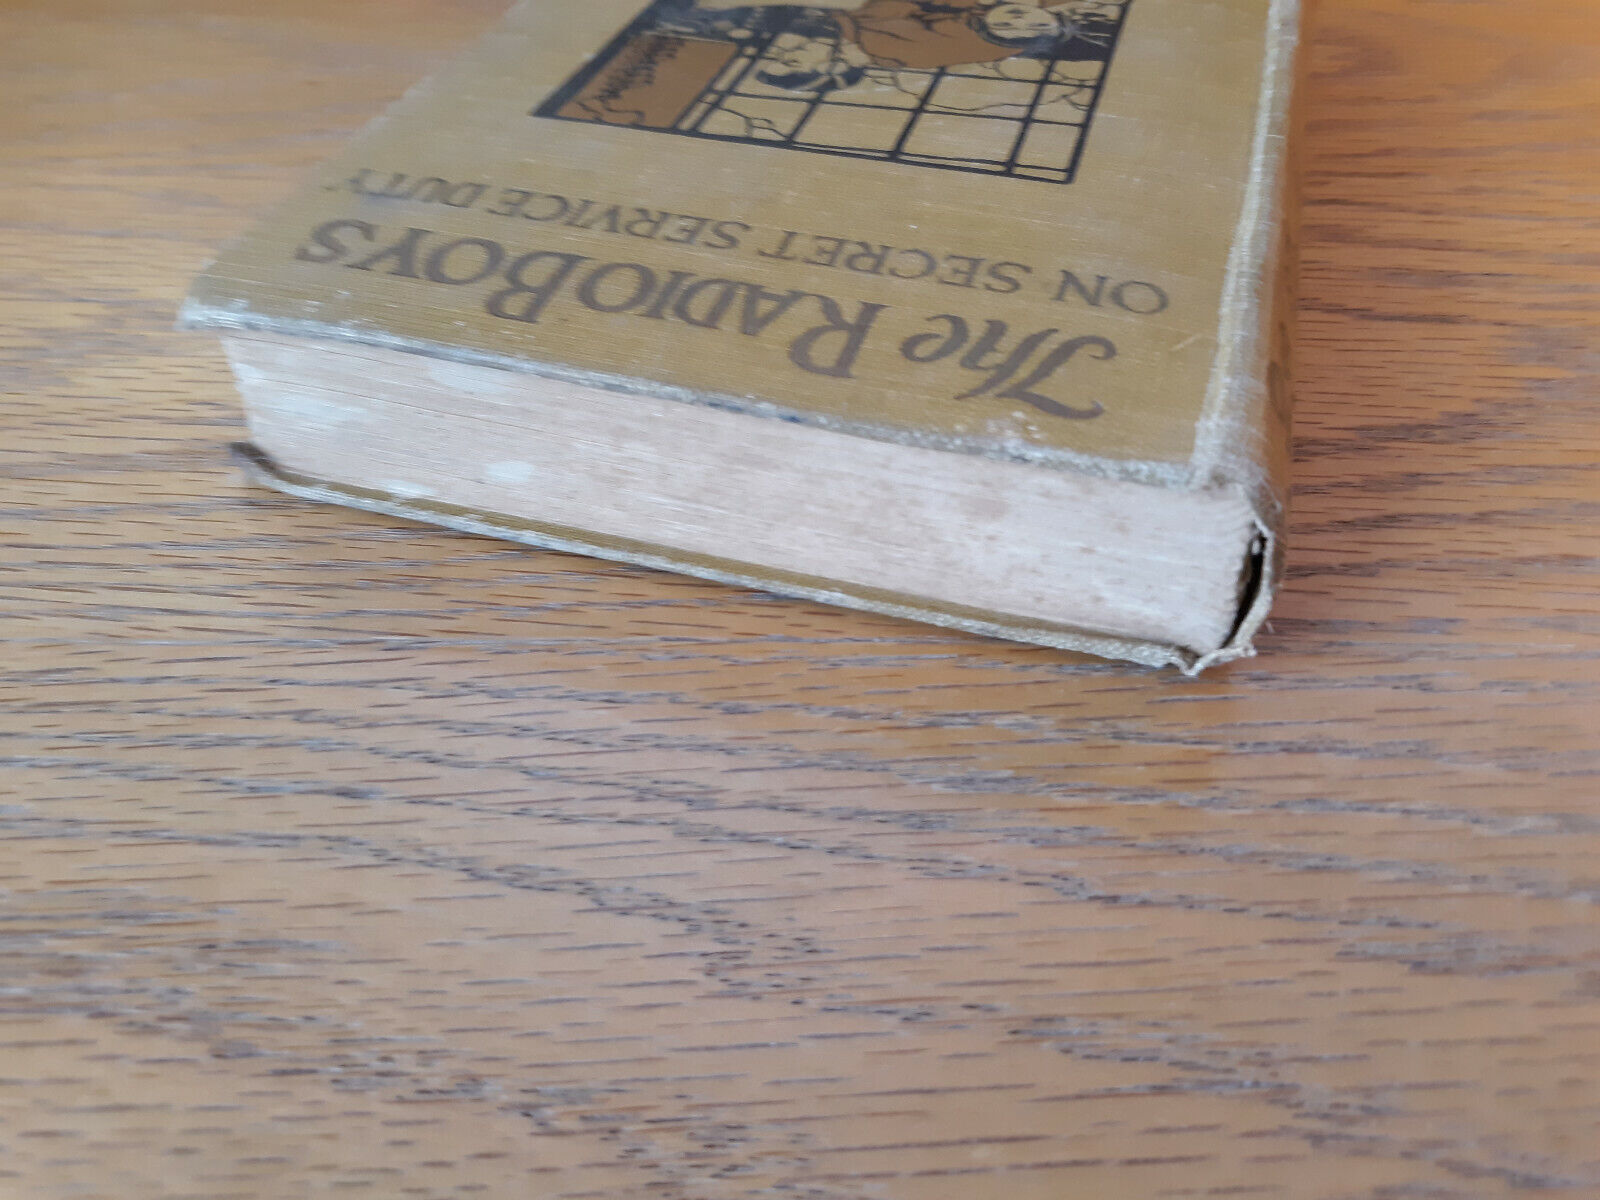 The RADIO BOYS
ON SECRET SERVICE DUTY